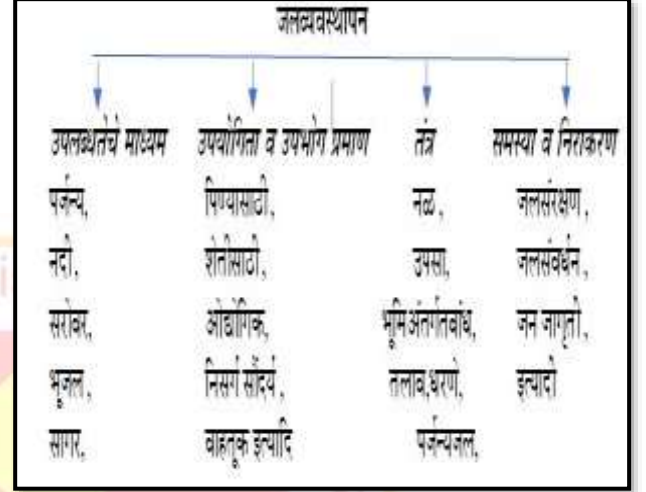 जलव्यवस्थापन
उपलब्धतेचे माध्यम उपयोगिता व उपभोग प्रमाण तंत्र समस्या व निराकरण
पर्जन्य, पिण्यासाठी, नळ, जलसंरक्षण,
नदी, शेतीसाठी, उपसा, जलसंवर्धन,
सरोवर, ओद्योगिक, भूमिअंतर्गतबांध, जन जागृती,
भूजल, निसर्ग सौंदर्य, तलाव,धरणे, इत्यादी
सागर, वाहतूक इत्यादि पर्जन्यजल,